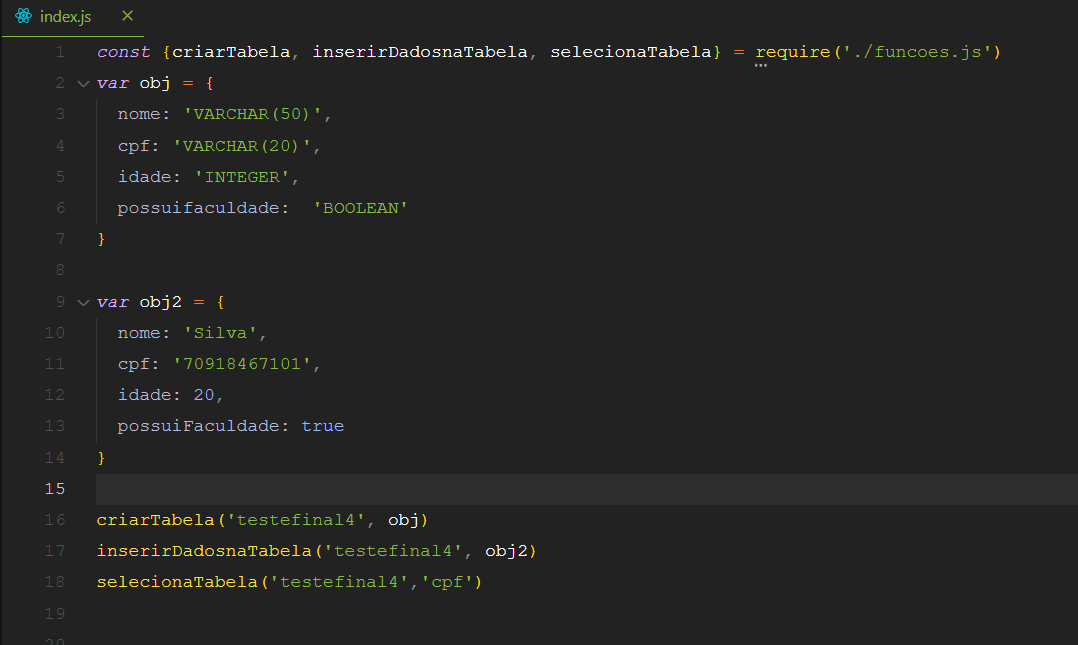 index.js ×
1 const {criarTabela, inserirDadosnaTabela, selecionaTabela} = require('./funcoes.js')
2 var obj = {
3 nome: 'VARCHAR(50)',
4 cpf: 'VARCHAR(20)',
5 idade: 'INTEGER',
6 possuifaculdade:  'BOOLEAN'
7 }
8
9 var obj2 = {
10 nome: 'Silva',
11 cpf: '70918467101',
12 idade: 20,
13 possuiFaculdade: true
14 }
15
16 criarTabela('testefinal4', obj)
17 inserirDadosnaTabela('testefinal4', obj2)
18 selecionaTabela('testefinal4','cpf')
19
20